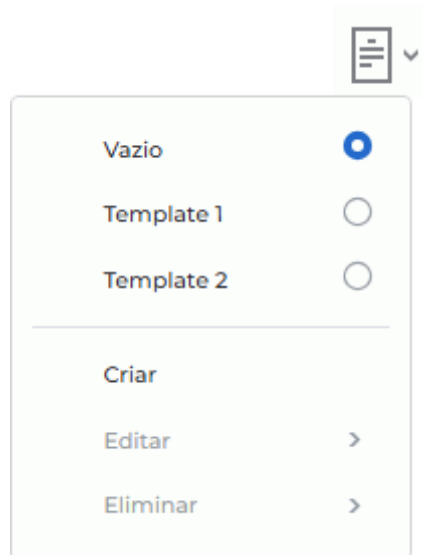 Vazio
Template 1
Template 2
Criar
Editar
Eliminar